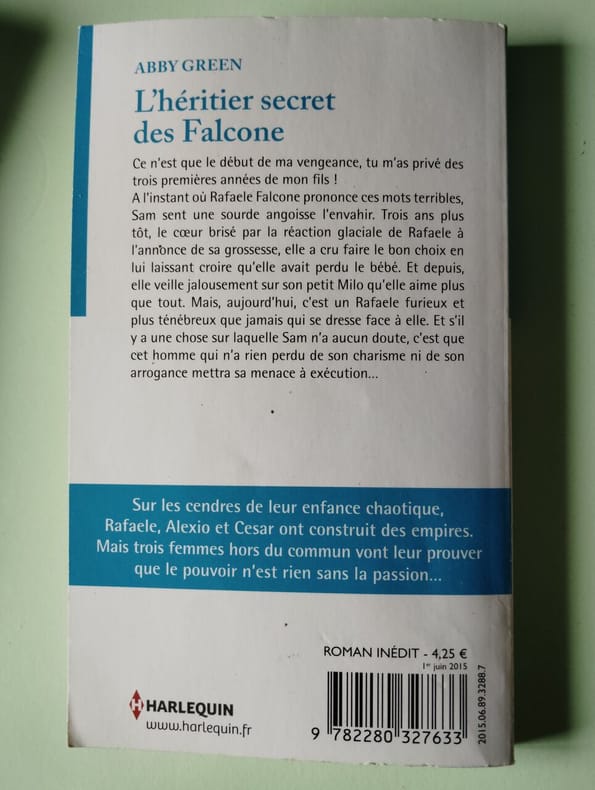 ABBY GREEN
L'héritier secret
des Falcone
Ce n'est que le début de ma vengeance, tu m'as privé des
trois premières années de mon fils !
A l'instant où Rafaele Falcone prononce ces mots terribles,
Sam sent une sourde angoisse l'envahir. Trois ans plus
tôt, le cœur brisé par la réaction glaciale de Rafaele à
l'annonce de sa grossesse, elle a cru faire le bon choix en
lui laissant croire qu'elle avait perdu le bébé. Et depuis,
elle veille jalousement sur son petit Milo qu'elle aime plus
que tout. Mais, aujourd'hui, c'est un Rafaele furieux et
plus ténébreux que jamais qui se dresse face à elle. Et s'il
y a une chose sur laquelle Sam n'a aucun doute, c'est que
cet homme qui n'a rien perdu de son charisme ni de son
arrogance mettra sa menace à exécution...
Sur les cendres de leur enfance chaotique,
Rafaele, Alexio et Cesar ont construit des empires.
Mais trois femmes hors du commun vont leur prouver
que le pouvoir n'est rien sans la passion...
ROMAN INÉDIT - 4,25 €
1er juin 2015
2015.06.89.3288.7
HARLEQUIN
www.harlequin.fr
9 782280 327633